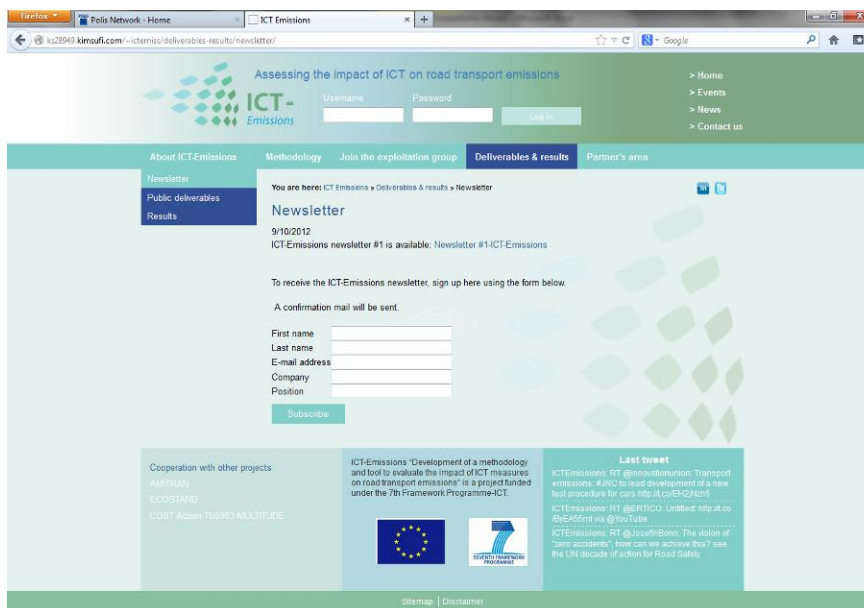 Firefox
Polis Network - Home
ICT Emissions
ks28949.kimsufi.com/~ictemiss/deliverables-results/newsletter/
Google
Assessing the impact of ICT on road transport emissions
ICT-
Emissions
Username
Password
Log in
> Home
> Events
> News
> Contact us
About ICT-Emissions
Methodology
Join the exploitation group
Deliverables & results
Partner's area
Newsletter
Public deliverables
Results
You are here: ICT Emissions » Deliverables & results » Newsletter
Newsletter
9/10/2012
ICT-Emissions newsletter #1 is available: Newsletter #1-ICT-Emissions
To receive the ICT-Emissions newsletter, sign up here using the form below.
A confirmation mail will be sent.
First name
Last name
E-mail address
Company
Position
Subscribe
Cooperation with other projects
AMITRAN
ECOSTAND
COST Action TU0903 MULTITUDE
ICT-Emissions "Development of a methodology
and tool to evaluate the impact of ICT measures
on road transport emissions" is a project funded
under the 7th Framework Programme-ICT.
SEVENTH FRAMEWORK
PROGRAMME
Last tweet
ICTEmissions: RT @innovationunion: Transport
emissions: #JRC to lead development of a new
test procedure for cars
ICTEmissions: RT @ERTICO: Untitled: http://t.co
via @YouTube
ICTEmissions: RT @JosefinBonn: The vision of
"zero accidents", how can we achieve this? see
the UN decade of action for Road Safety
Sitemap | Disclaimer